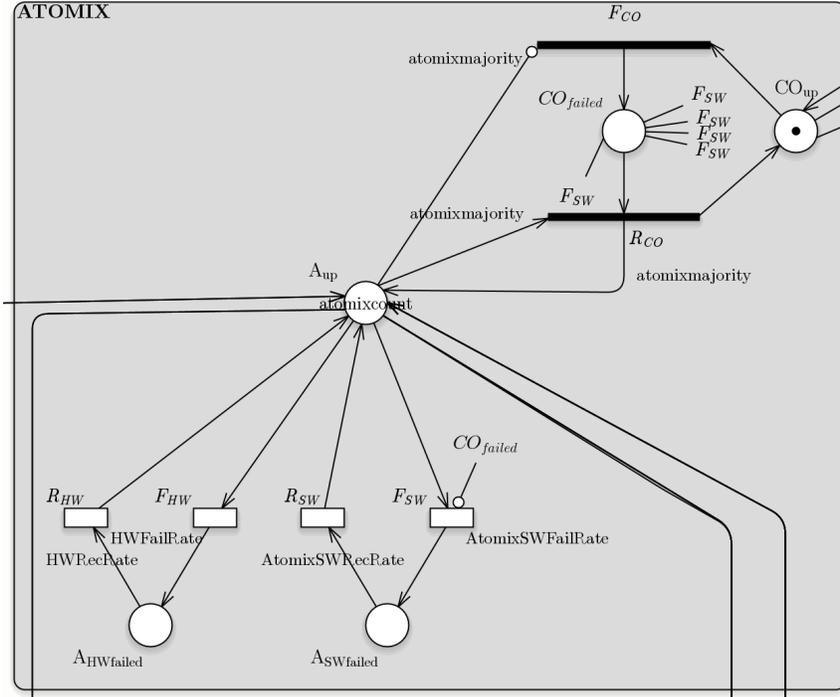 ATOMIX
F_CO
atomixmajority
CO_failed
F_SW
F_SW
F_SW
F_SW
CO_up
F_SW
atomixmajority
R_CO
A_up
atomixmajority
atomixcount
CO_failed
R_HW
F_HW
R_SW
F_SW
HWFailRate
AtomixSWFailRate
HWRecRate
AtomixSWRecRate
A_HWfailed
A_SWfailed